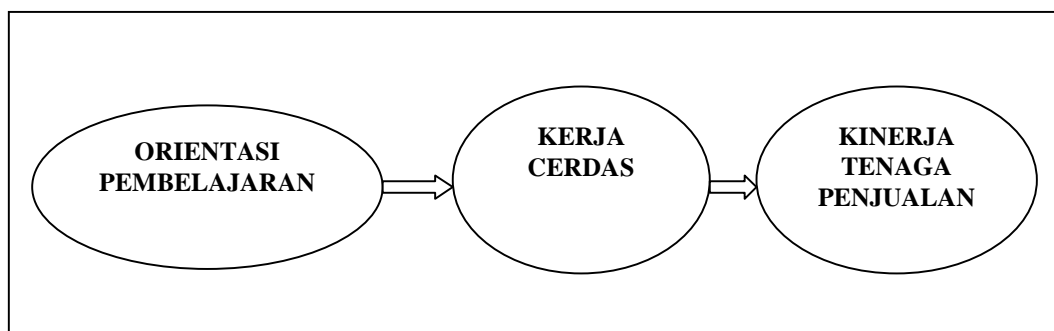 ORIENTASI
PEMBELAJARAN
KERJA
CERDAS
KINERJA
TENAGA
PENJUALAN